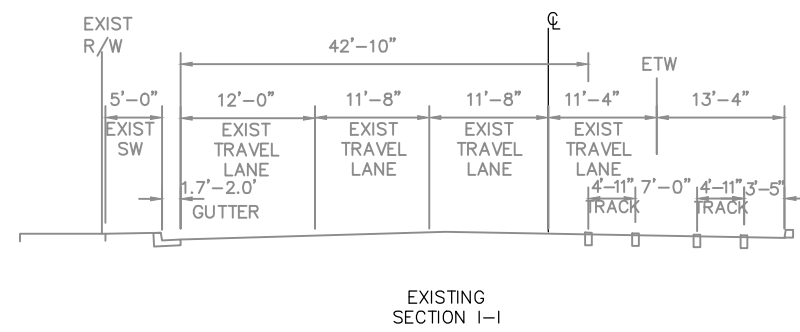 EXIST
R/W
℄
42'-10"
ETW
5'-0"
12'-0"
11'-8"
11'-8"
11'-4"
13'-4"
EXIST
SW
EXIST
TRAVEL
LANE
EXIST
TRAVEL
LANE
EXIST
TRAVEL
LANE
EXIST
TRAVEL
LANE
1.7'-2.0'
GUTTER
4'-11"
TRACK
7'-0"
4'-11"
TRACK
3'-5"
EXISTING
SECTION 1-1